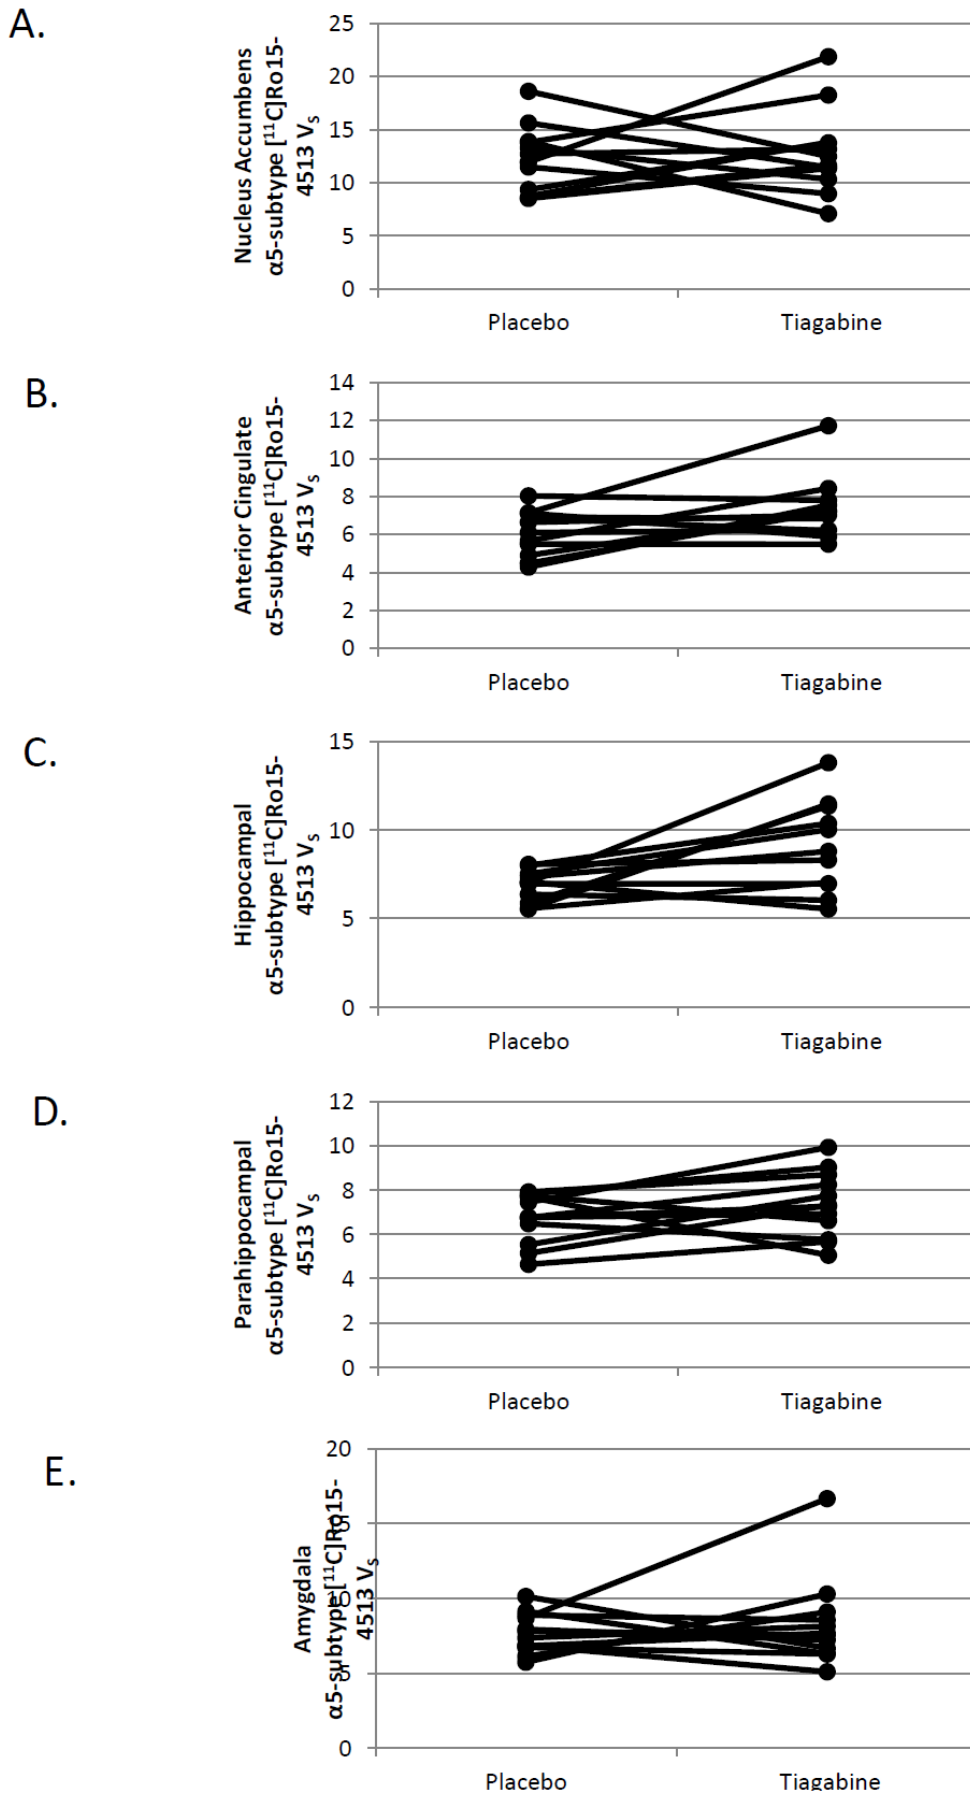 A.
Nucleus Accumbens
α5-subtype [¹¹C]Ro15-
4513 Vₛ
25
20
15
10
5
0
Placebo
Tiagabine
B.
Anterior Cingulate
α5-subtype [¹¹C]Ro15-
4513 Vₛ
14
12
10
8
6
4
2
0
Placebo
Tiagabine
C.
Hippocampal
α5-subtype [¹¹C]Ro15-
4513 Vₛ
15
10
5
0
Placebo
Tiagabine
D.
Parahippocampal
α5-subtype [¹¹C]Ro15-
4513 Vₛ
12
10
8
6
4
2
0
Placebo
Tiagabine
E.
Amygdala
α5-subtype [¹¹C]Ro15-
4513 Vₛ
20
15
10
5
0
Placebo
Tiagabine